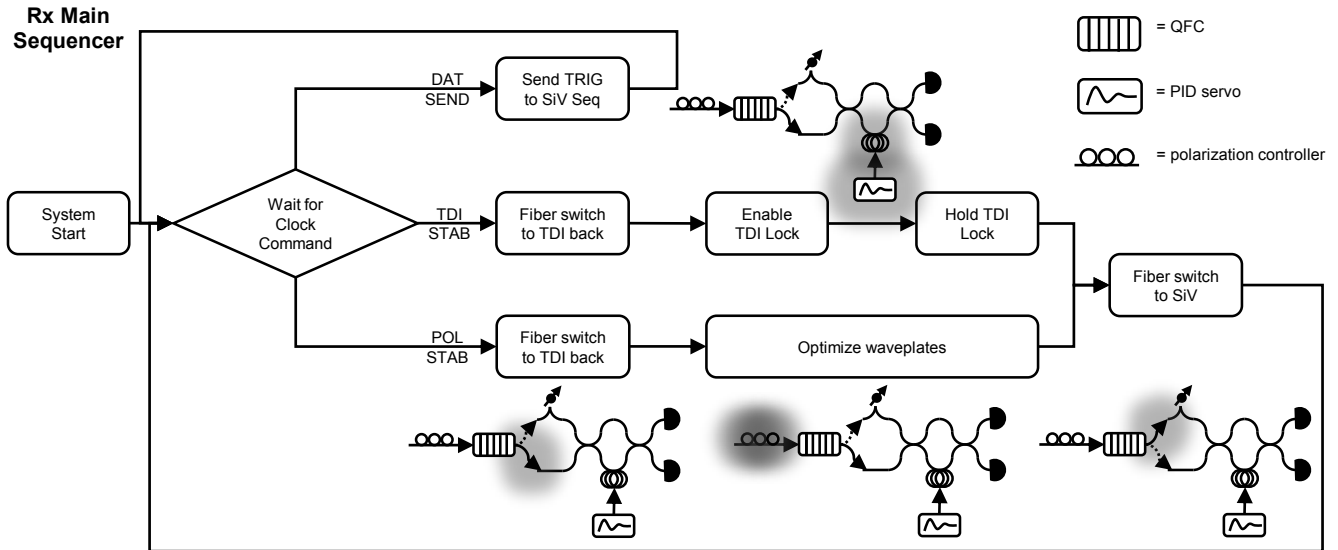 Rx Main
Sequencer
= QFC
= PID servo
= polarization controller
DAT
SEND
Send TRIG
to SiV Seq
System
Start
Wait for
Clock
Command
TDI
STAB
Fiber switch
to TDI back
Enable
TDI Lock
Hold TDI
Lock
Fiber switch
to SiV
POL
STAB
Fiber switch
to TDI back
Optimize waveplates